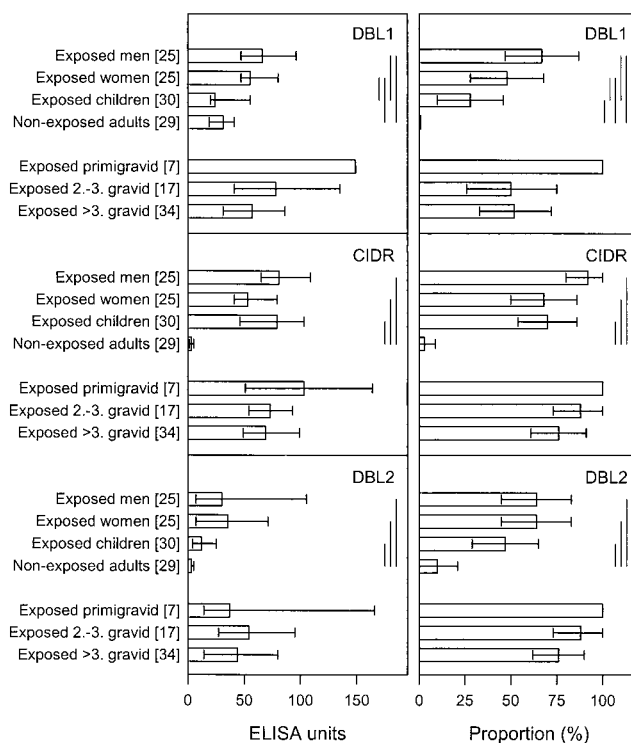 DBL1 DBL1
Exposed men [25]
Exposed women [25]
Exposed children [30]
Non-exposed adults [29]
Exposed primigravid [7]
Exposed 2.-3. gravid [17]
Exposed >3. gravid [34]
CIDR CIDR
Exposed men [25]
Exposed women [25]
Exposed children [30]
Non-exposed adults [29]
Exposed primigravid [7]
Exposed 2.-3. gravid [17]
Exposed >3. gravid [34]
DBL2 DBL2
Exposed men [25]
Exposed women [25]
Exposed children [30]
Non-exposed adults [29]
Exposed primigravid [7]
Exposed 2.-3. gravid [17]
Exposed >3. gravid [34]
0 50 100 150 0 25 50 75 100
ELISA units Proportion (%)